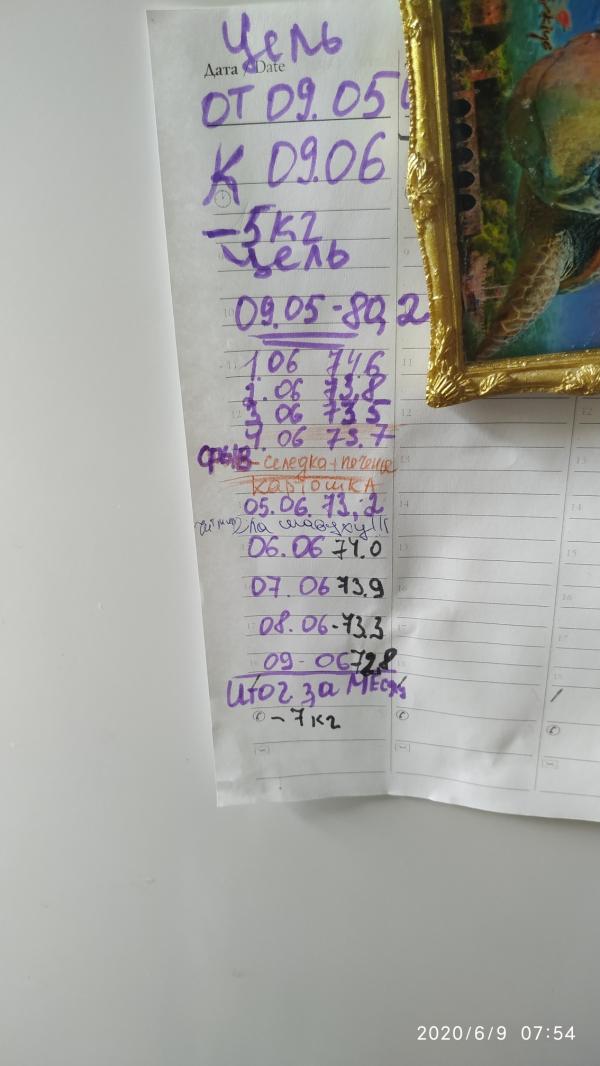 Цель
Дата / Date
ОТ 09.05
К 09.06
-5кг
цель
09.05-80,2
1.06 74.6
2.06 73.8
3 06 73.5
4.06 73.7
срыв - селедка + печенье
картошка
05.06. 73,2
06.06 74.0
07.06 73.9
08.06-73.3
09-06 72,8
Итог за месяц
-7кг
2020/6/9 07:54